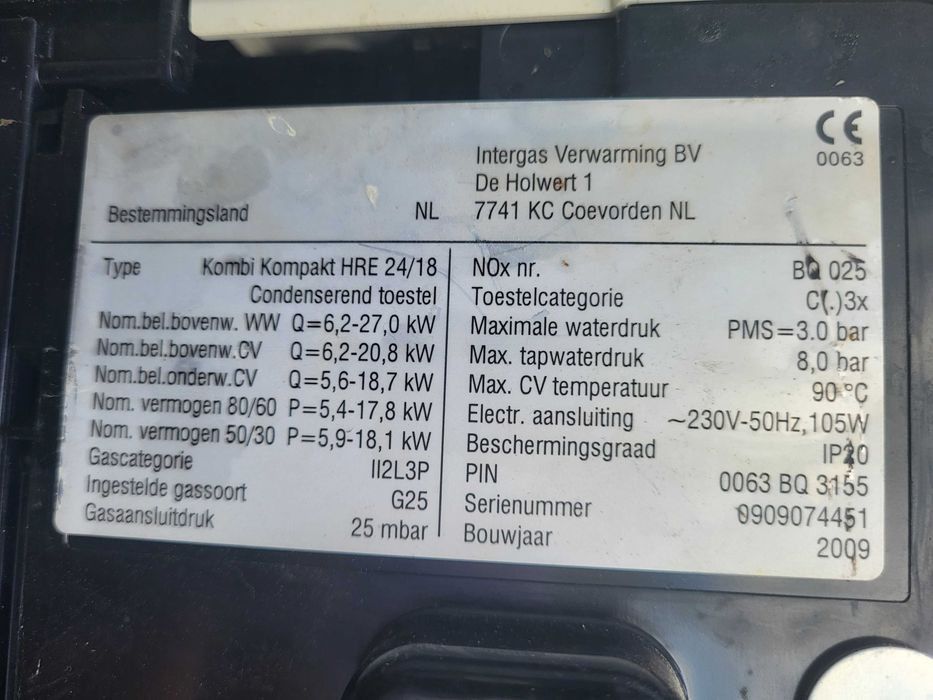 CE
0063
Intergas Verwarming BV
De Holwert 1
Bestemmingsland NL 7741 KC Coevorden NL
Type Kombi Kompakt HRE 24/18
Condenserend toestel
Nom.bel.bovenw. WW Q=6,2-27,0 kW
Nom.bel.bovenw.CV Q=6,2-20,8 kW
Nom.bel.onderw.CV Q=5,6-18,7 kW
Nom. vermogen 80/60 P=5,4-17,8 kW
Nom. vermogen 50/30 P=5,9-18,1 kW
Gascategorie II2L3P
Ingestelde gassoort G25
Gasaansluitdruk 25 mbar
NOx nr. BQ 025
Toestelcategorie C(.)3x
Maximale waterdruk PMS=3.0 bar
Max. tapwaterdruk 8,0 bar
Max. CV temperatuur 90 °C
Electr. aansluiting ~230V-50Hz,105W
Beschermingsgraad IP20
PIN 0063 BQ 3155
Serienummer 0909074451
Bouwjaar 2009